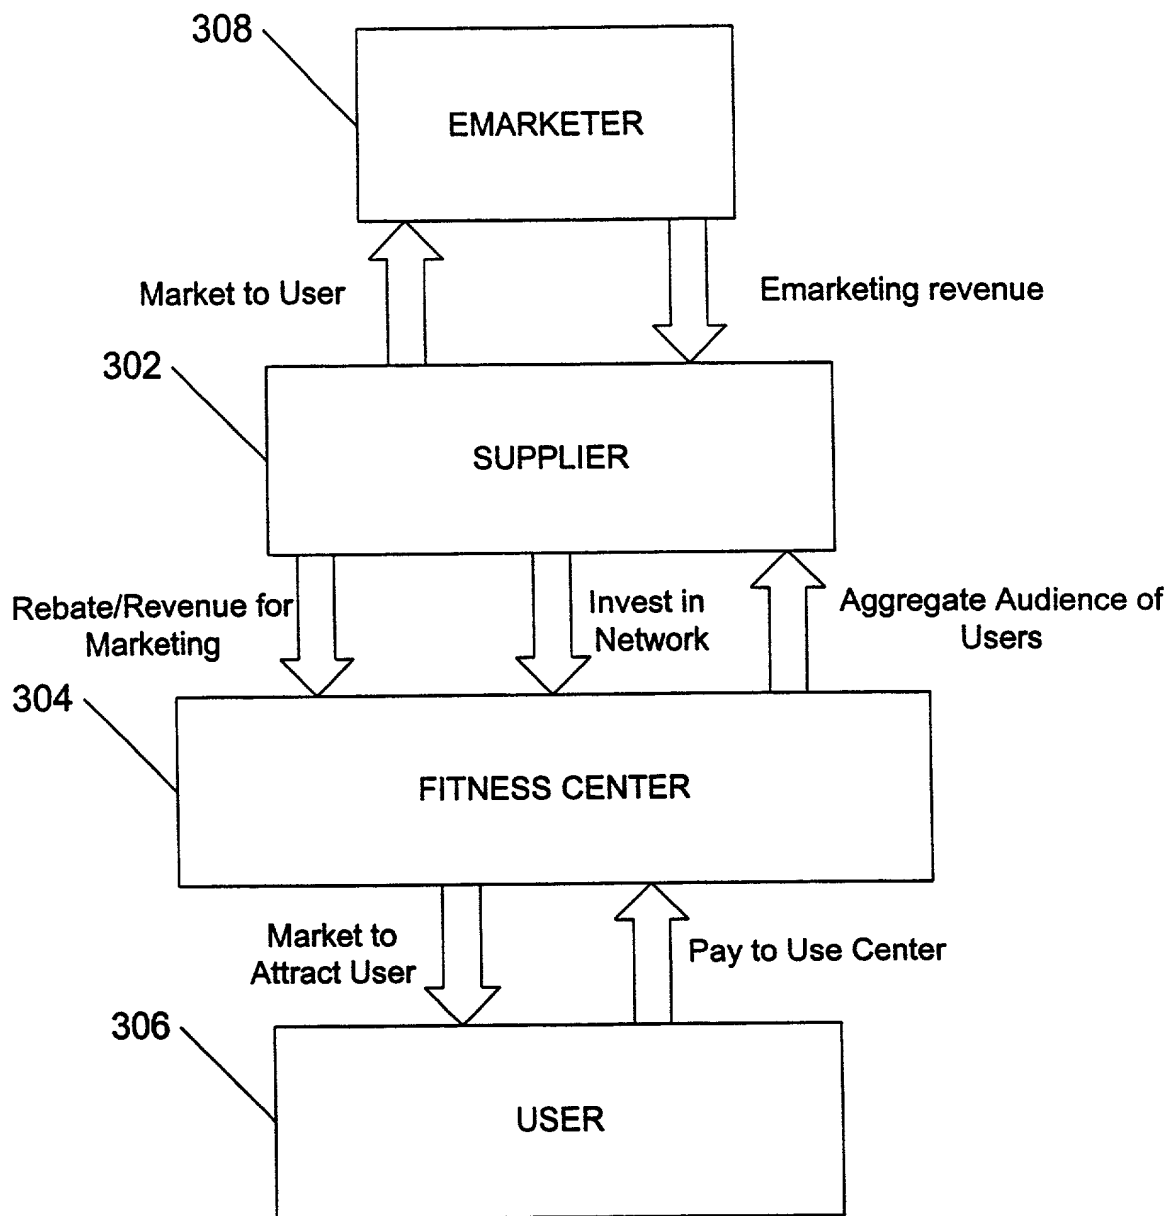 308
EMARKETER
Market to User
Emarketing revenue
302
SUPPLIER
Rebate/Revenue for
Marketing
Invest in
Network
Aggregate Audience of
Users
304
FITNESS CENTER
Market to
Attract User
Pay to Use Center
306
USER